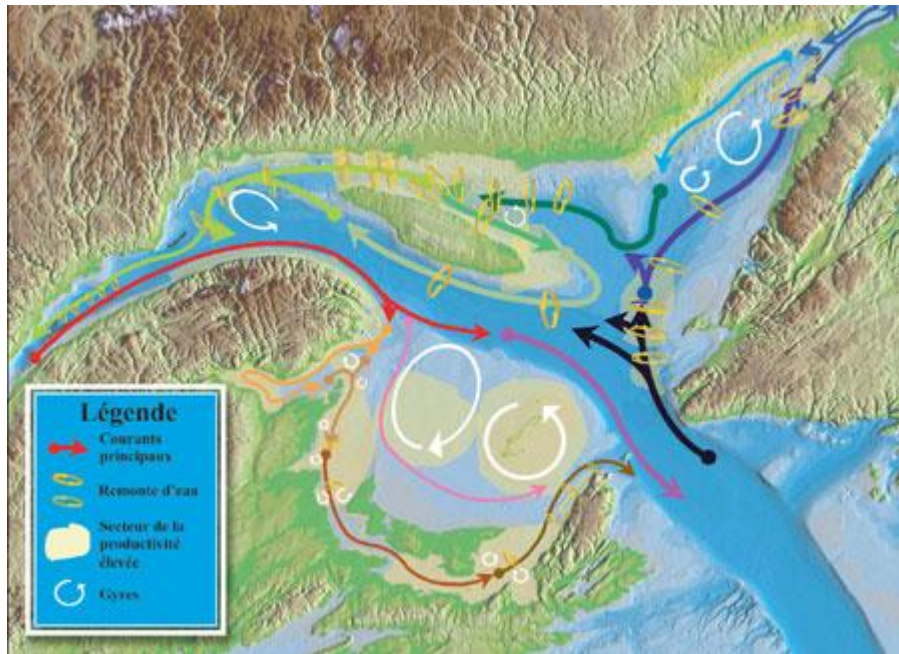 Légende
Courants
principaux
Remonte d'eau
Secteur de la
productivité
élevée
Gyres